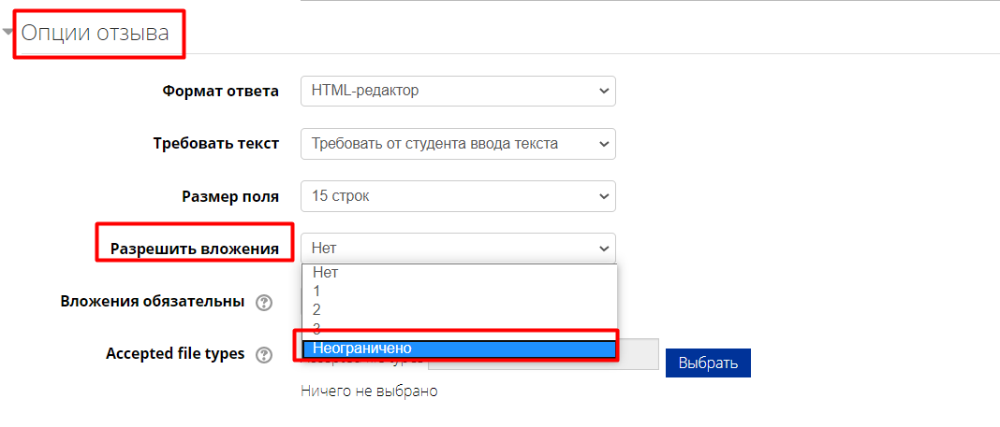 Опции отзыва
Формат ответа HTML-редактор
Требовать текст Требовать от студента ввода текста
Размер поля 15 строк
Разрешить вложения Нет
Нет
1
Вложения обязательны
2
3
Неограничено
Accepted file types
Выбрать
Ничего не выбрано